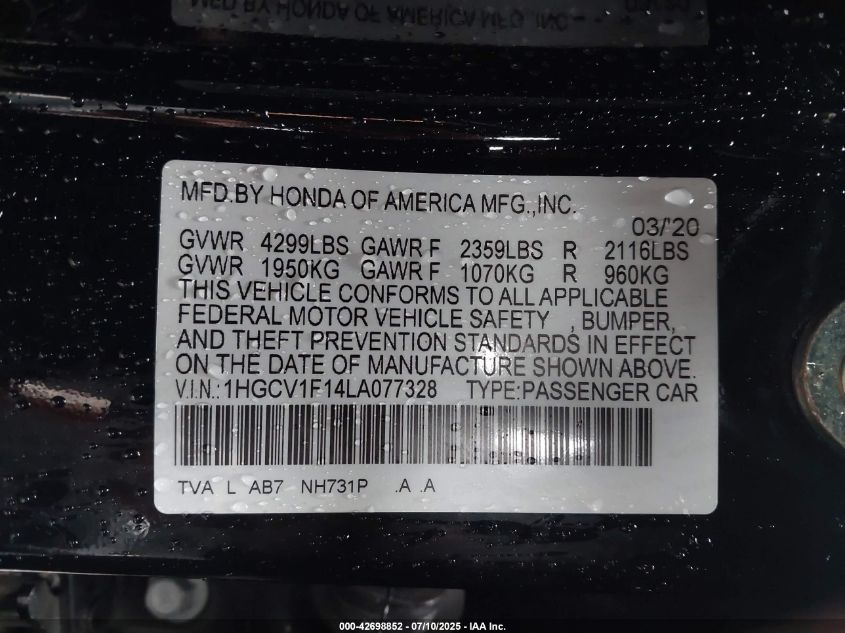 MFD.BY HONDA OF AMERICA MFG.,INC.
03/'20
GVWR 4299LBS GAWR F 2359LBS R 2116LBS
GVWR 1950KG GAWR F 1070KG R 960KG
THIS VEHICLE CONFORMS TO ALL APPLICABLE
FEDERAL MOTOR VEHICLE SAFETY , BUMPER,
AND THEFT PREVENTION STANDARDS IN EFFECT
ON THE DATE OF MANUFACTURE SHOWN ABOVE.
V.I.N.: 1HGCV1F14LA077328 TYPE:PASSENGER CAR
TVA L AB7 NH731P .A .A
000-42698852 - 07/10/2025 - IAA Inc.